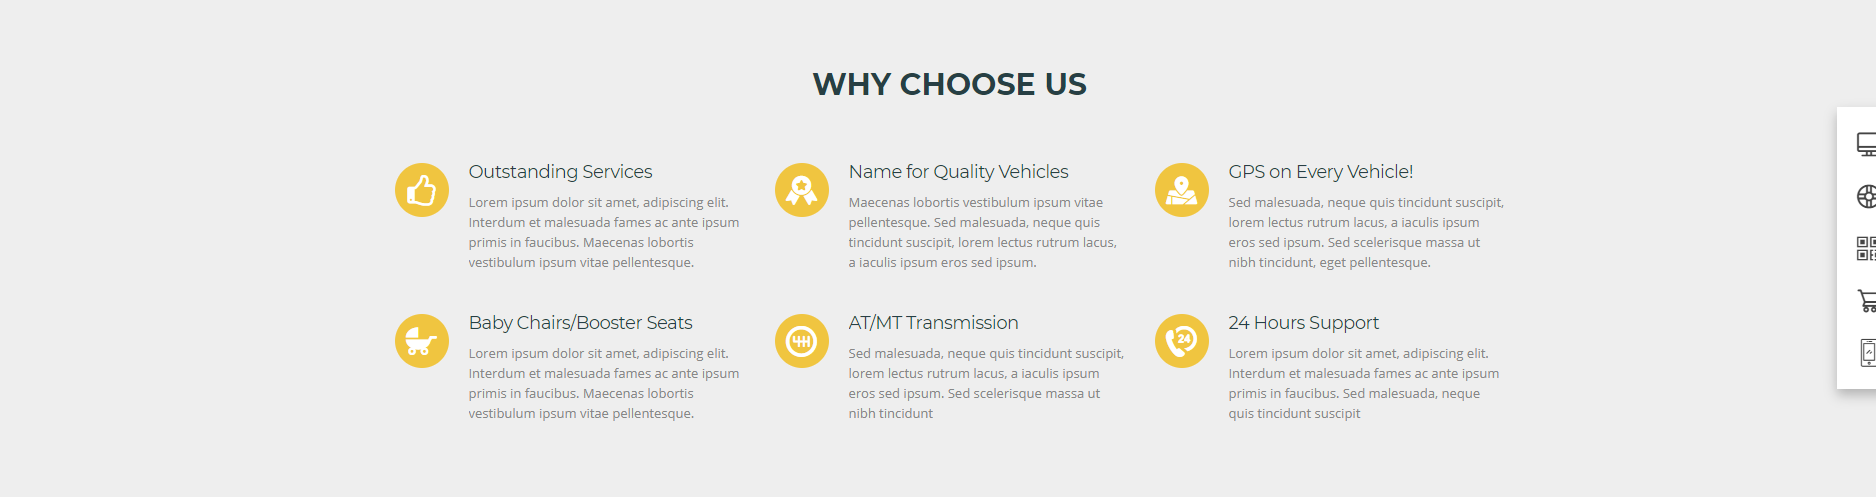 WHY CHOOSE US
Outstanding Services
Lorem ipsum dolor sit amet, adipiscing elit.
Interdum et malesuada fames ac ante ipsum
primis in faucibus. Maecenas lobortis
vestibulum ipsum vitae pellentesque.
Name for Quality Vehicles
Maecenas lobortis vestibulum ipsum vitae
pellentesque. Sed malesuada, neque quis
tincidunt suscipit, lorem lectus rutrum lacus,
a iaculis ipsum eros sed ipsum.
GPS on Every Vehicle!
Sed malesuada, neque quis tincidunt suscipit,
lorem lectus rutrum lacus, a iaculis ipsum
eros sed ipsum. Sed scelerisque massa ut
nibh tincidunt, eget pellentesque.
Baby Chairs/Booster Seats
Lorem ipsum dolor sit amet, adipiscing elit.
Interdum et malesuada fames ac ante ipsum
primis in faucibus. Maecenas lobortis
vestibulum ipsum vitae pellentesque.
AT/MT Transmission
Sed malesuada, neque quis tincidunt suscipit,
lorem lectus rutrum lacus, a iaculis ipsum
eros sed ipsum. Sed scelerisque massa ut
nibh tincidunt
24
24 Hours Support
Lorem ipsum dolor sit amet, adipiscing elit.
Interdum et malesuada fames ac ante ipsum
primis in faucibus. Sed malesuada, neque
quis tincidunt suscipit